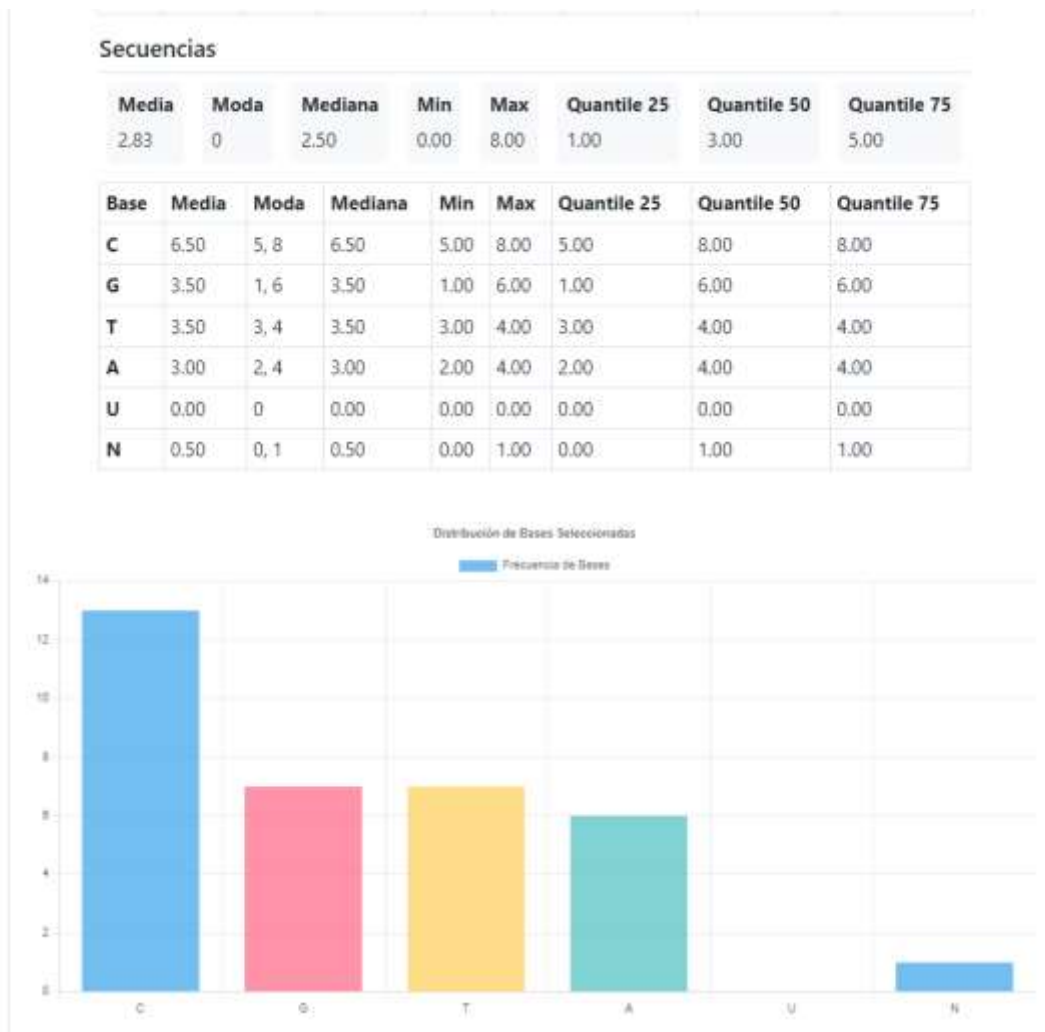 Secuencias
Media Moda Mediana Min Max Quantile 25 Quantile 50 Quantile 75
2.83 0 2.50 0.00 8.00 1.00 3.00 5.00
Base Media Moda Mediana Min Max Quantile 25 Quantile 50 Quantile 75
C 6.50 5, 8 6.50 5.00 8.00 5.00 8.00 8.00
G 3.50 1, 6 3.50 1.00 6.00 1.00 6.00 6.00
T 3.50 3, 4 3.50 3.00 4.00 3.00 4.00 4.00
A 3.00 2, 4 3.00 2.00 4.00 2.00 4.00 4.00
U 0.00 0 0.00 0.00 0.00 0.00 0.00 0.00
N 0.50 0, 1 0.50 0.00 1.00 0.00 1.00 1.00
Distribución de Bases Seleccionadas
Frecuencia de Bases
14
12
10
8
6
4
2
0
C G T A U N